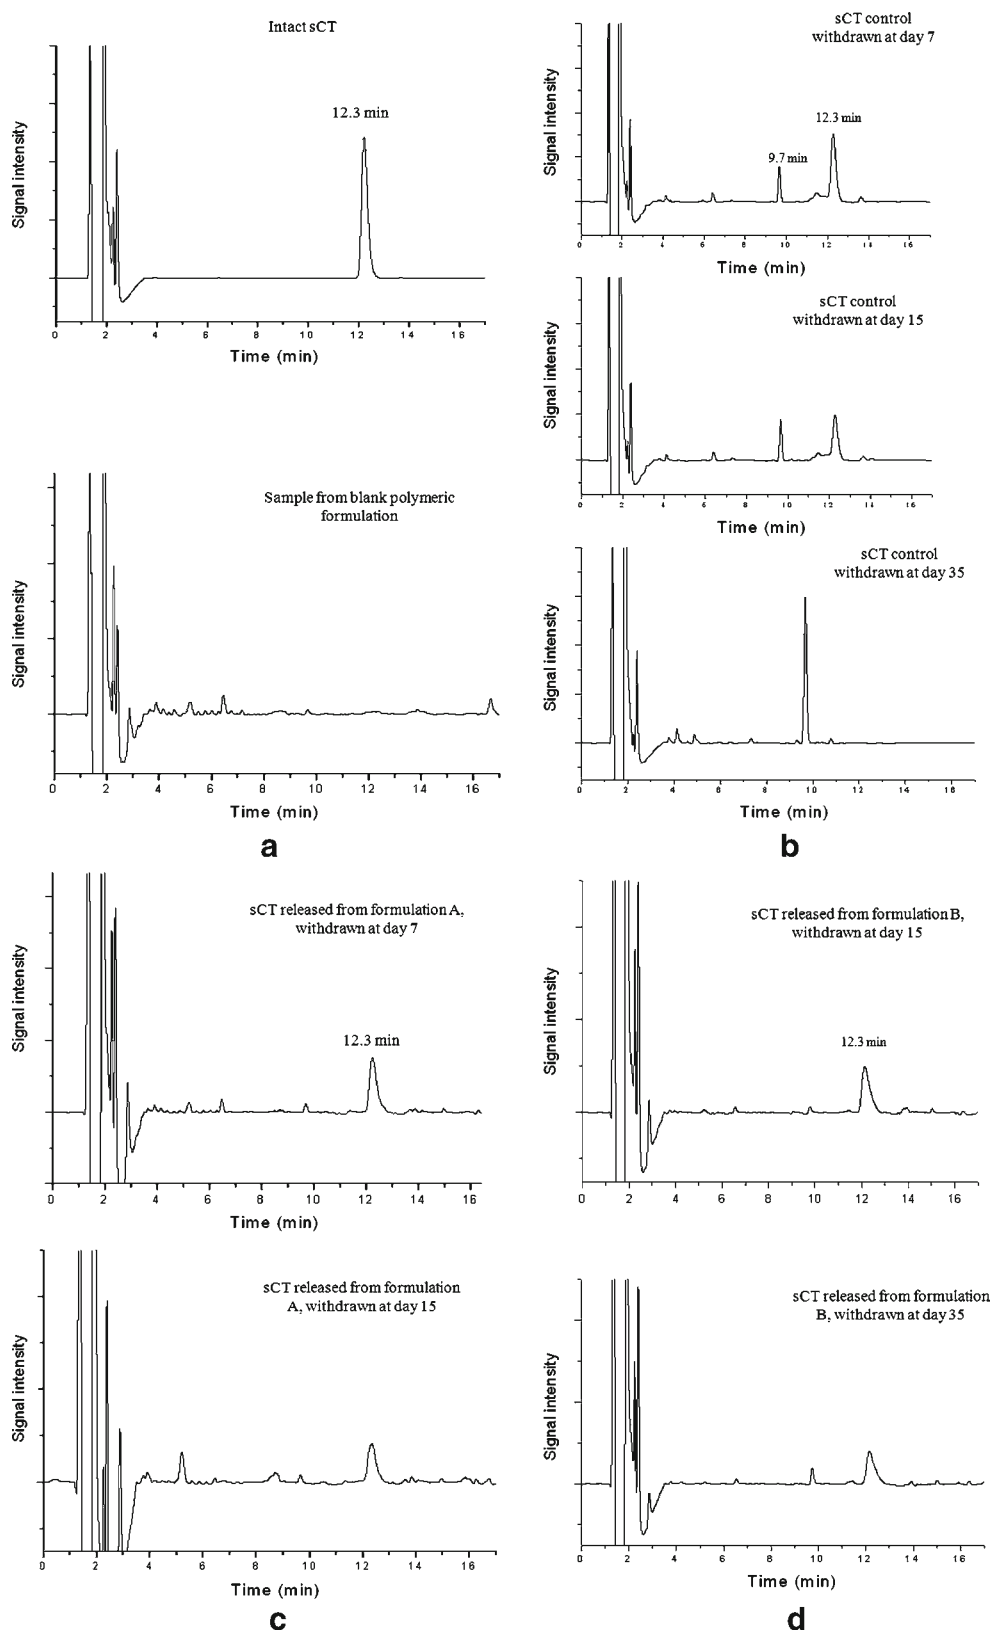 Intact sCT
12.3 min
Signal intensity
0 2 4 6 8 10 12 14 16
Time (min)
Sample from blank polymeric
formulation
Signal intensity
0 2 4 6 8 10 12 14 16
Time (min)
a
sCT control
withdrawn at day 7
12.3 min
9.7 min
Signal intensity
0 2 4 6 8 10 12 14 16
Time (min)
sCT control
withdrawn at day 15
Signal intensity
0 2 4 6 8 10 12 14 16
Time (min)
sCT control
withdrawn at day 35
Signal intensity
0 2 4 6 8 10 12 14 16
Time (min)
b
sCT released from formulation A,
withdrawn at day 7
12.3 min
Signal intensity
0 2 4 6 8 10 12 14 16
Time (min)
sCT released from formulation
A, withdrawn at day 15
Signal intensity
0 2 4 6 8 10 12 14 16
Time (min)
c
sCT released from formulation B,
withdrawn at day 15
12.3 min
Signal intensity
0 2 4 6 8 10 12 14 16
Time (min)
sCT released from formulation
B, withdrawn at day 35
Signal intensity
0 2 4 6 8 10 12 14 16
Time (min)
d